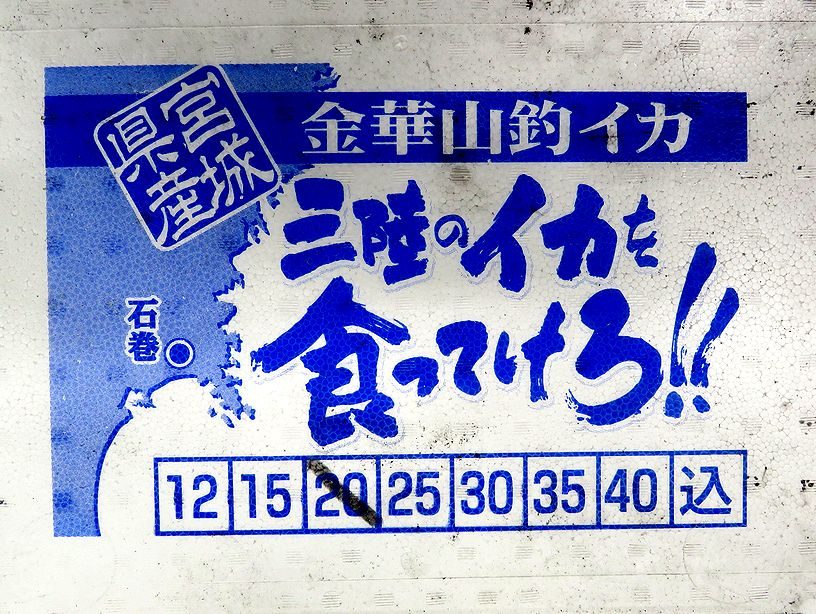 宮城
県産
金華山釣イカ
三陸のイカを
食ってけろ!!
石巻
12 15 20 25 30 35 40 込